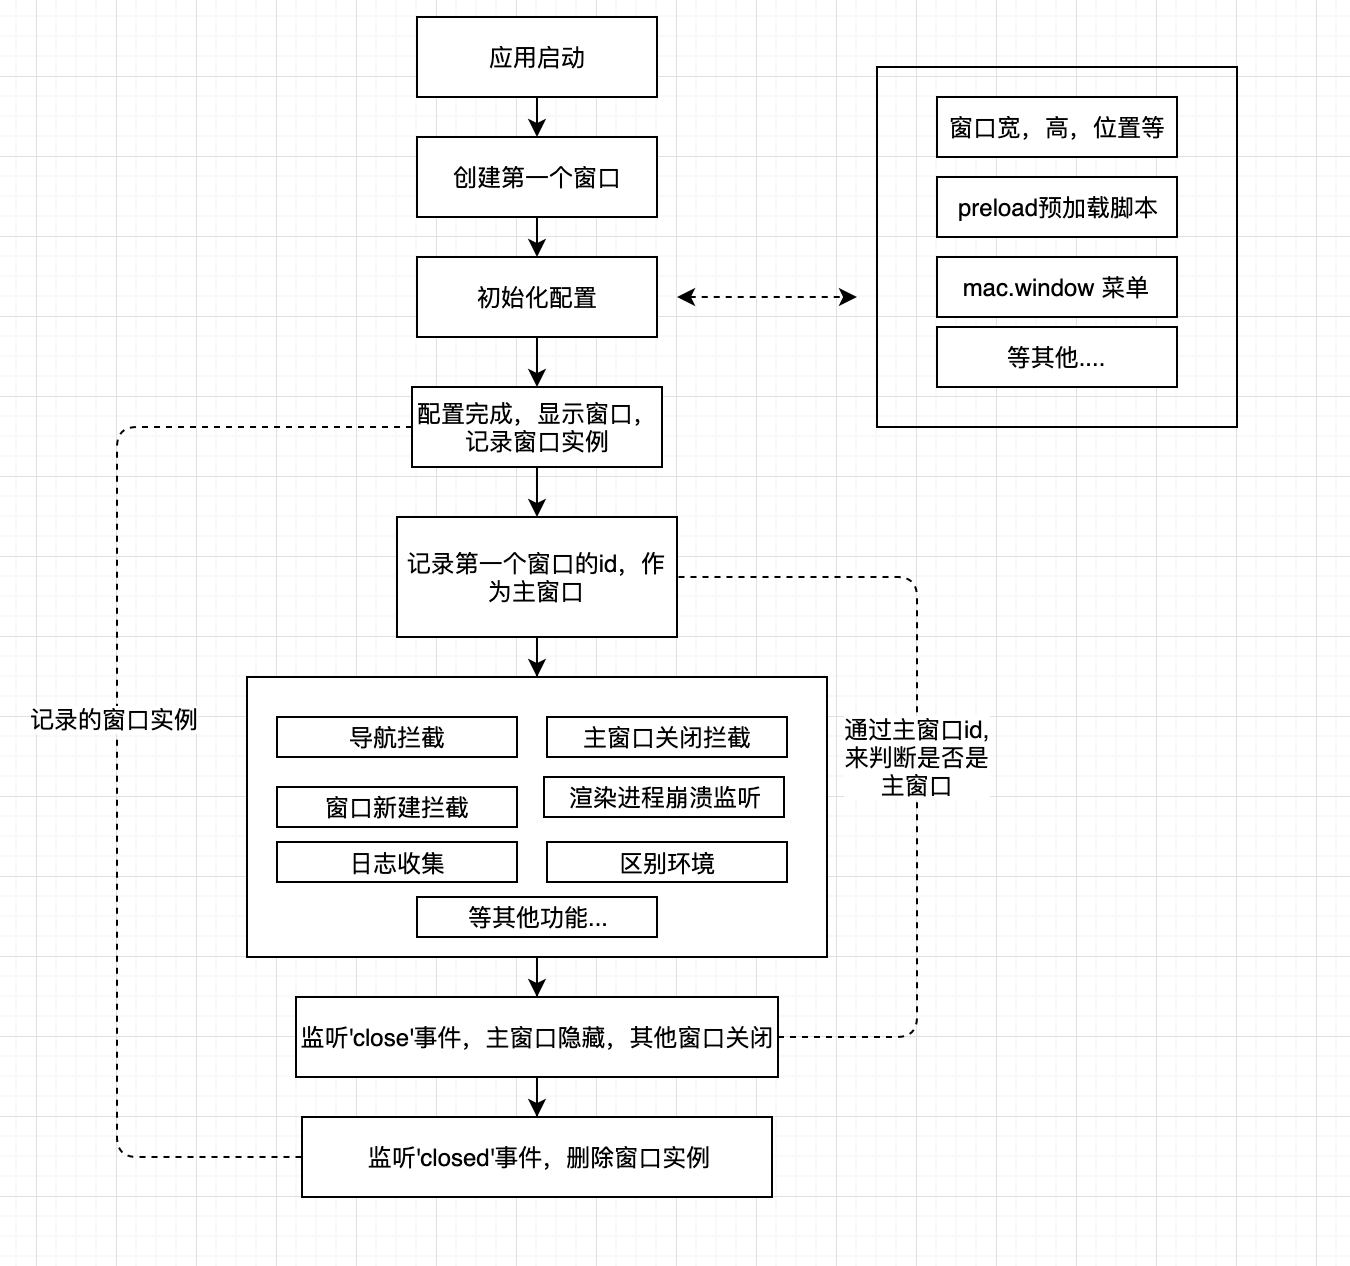 应用启动
创建第一个窗口
初始化配置
窗口宽，高，位置等
preload预加载脚本
mac.window 菜单
等其他....
配置完成，显示窗口，
记录窗口实例
记录第一个窗口的id，作
为主窗口
记录的窗口实例
导航拦截
主窗口关闭拦截
窗口新建拦截
渲染进程崩溃监听
日志收集
区别环境
等其他功能...
通过主窗口id,
来判断是否是
主窗口
监听'close'事件，主窗口隐藏，其他窗口关闭
监听'closed'事件，删除窗口实例